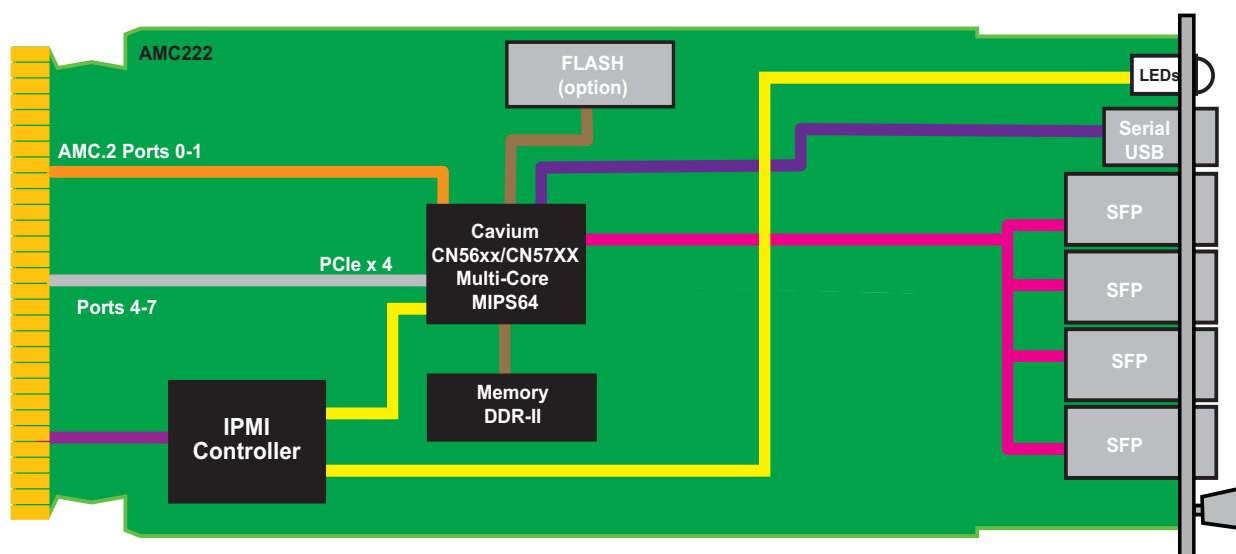 AMC222
FLASH
(option)
LEDs
Serial
USB
AMC.2 Ports 0-1
SFP
Cavium
CN56xx/CN57XX
Multi-Core
MIPS64
PCIe x 4
SFP
Ports 4-7
SFP
Memory
DDR-II
IPMI
Controller
SFP